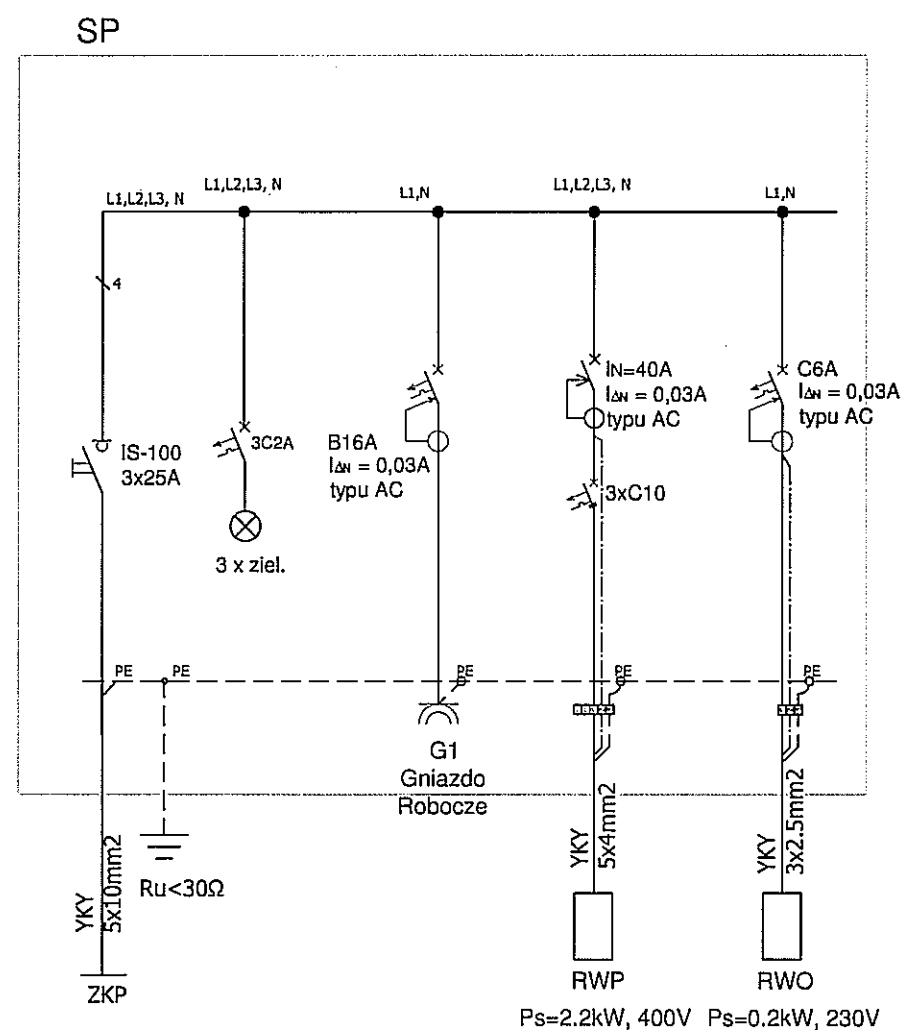 SP
L1,L2,L3, N
L1,L2,L3, N
L1,N
L1,L2,L3, N
L1,N
4
IS-100
3x25A
3C2A
3 x ziel.
B16A
I∆N = 0,03A
typu AC
IN=40A
I∆N = 0,03A
typu AC
3xC10
C6A
I∆N = 0,03A
typu AC
PE
PE
PE
PE
PE
G1
Gniazdo
Robocze
Ru<30Ω
YKY
5x10mm2
YKY
5x4mm2
YKY
3x2.5mm2
ZKP
RWP
RWO
Ps=2.2kW, 400V
Ps=0.2kW, 230V